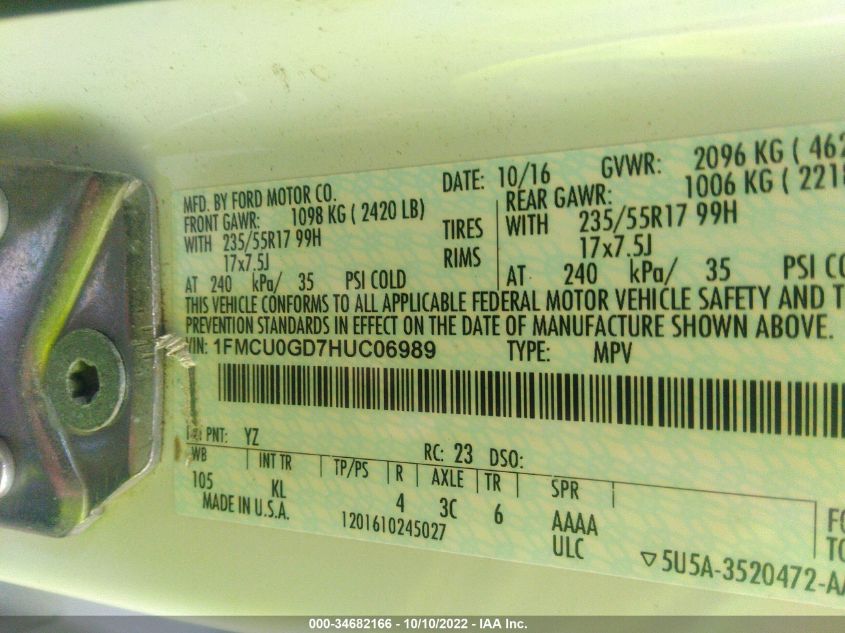 MFD. BY FORD MOTOR CO. DATE: 10/16 GVWR: 2096 KG ( 462
FRONT GAWR: 1098 KG ( 2420 LB) REAR GAWR: 1006 KG ( 2218
WITH 235/55R17 99H TIRES WITH 235/55R17 99H
17x7.5J RIMS 17x7.5J
AT 240 kPa/ 35 PSI COLD AT 240 kPa/ 35 PSI CO
THIS VEHICLE CONFORMS TO ALL APPLICABLE FEDERAL MOTOR VEHICLE SAFETY AND T
PREVENTION STANDARDS IN EFFECT ON THE DATE OF MANUFACTURE SHOWN ABOVE.
VIN: 1FMCU0GD7HUC06989 TYPE: MPV
PNT: YZ RC: 23 DSO:
WB INT TR TP/PS R AXLE TR SPR
105 KL 4 3C 6 AAAA
MADE IN U.S.A. 1201610245027 ULC
▽5U5A-3520472-AA
000-34682166 - 10/10/2022 - IAA Inc.